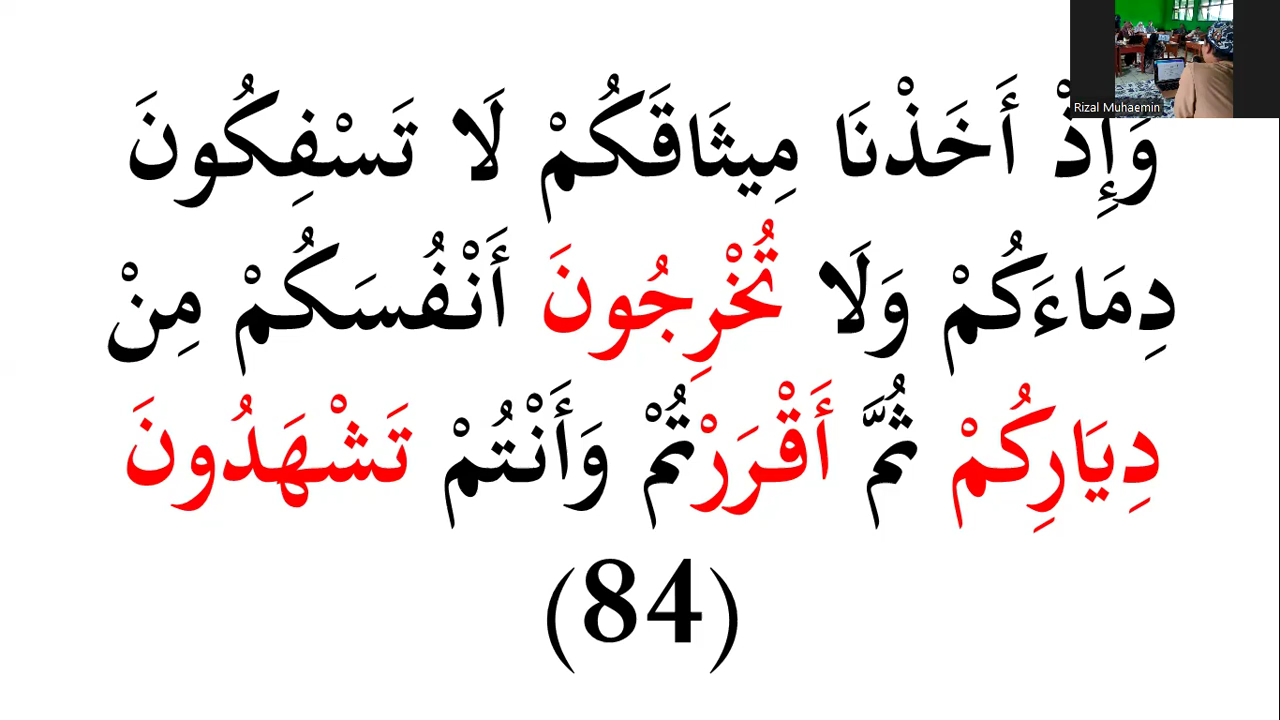 وَإِذْ أَخَذْنَا مِيثَاقَكُمْ لَا تَسْفِكُونَ
دِمَاءَكُمْ وَلَا تُخْرِجُونَ أَنْفُسَكُمْ مِنْ
دِيَارِكُمْ ثُمَّ أَقْرَرْتُمْ وَأَنْتُمْ تَشْهَدُونَ
(84)
Rizal Muhaemin